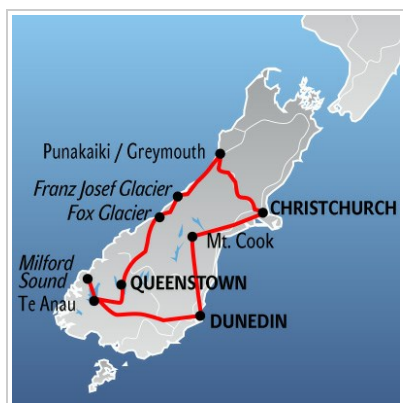 Punakaiki / Greymouth
Franz Josef Glacier
Fox Glacier
CHRISTCHURCH
Mt. Cook
Milford
Sound
QUEENSTOWN
Te Anau
DUNEDIN